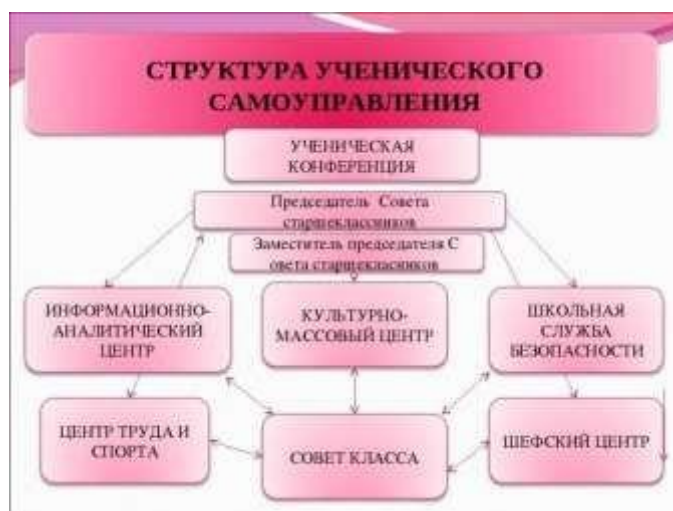 СТРУКТУРА УЧЕНИЧЕСКОГО
САМОУПРАВЛЕНИЯ
УЧЕНИЧЕСКАЯ
КОНФЕРЕНЦИЯ
Председатель Совета
старшеклассников
Заместитель председателя С
овета старшекласников
ИНФОРМАЦИОННО-
АНАЛИТИЧЕСКИЙ
ЦЕНТР
КУЛЬТУРНО-
МАССОВЫЙ ЦЕНТР
ШКОЛЬНАЯ
СЛУЖБА
БЕЗОПАСНОСТИ
ЦЕНТР ТРУДА И
СПОРТА
СОВЕТ КЛАССА
ШЕФСКИЙ ЦЕНТР